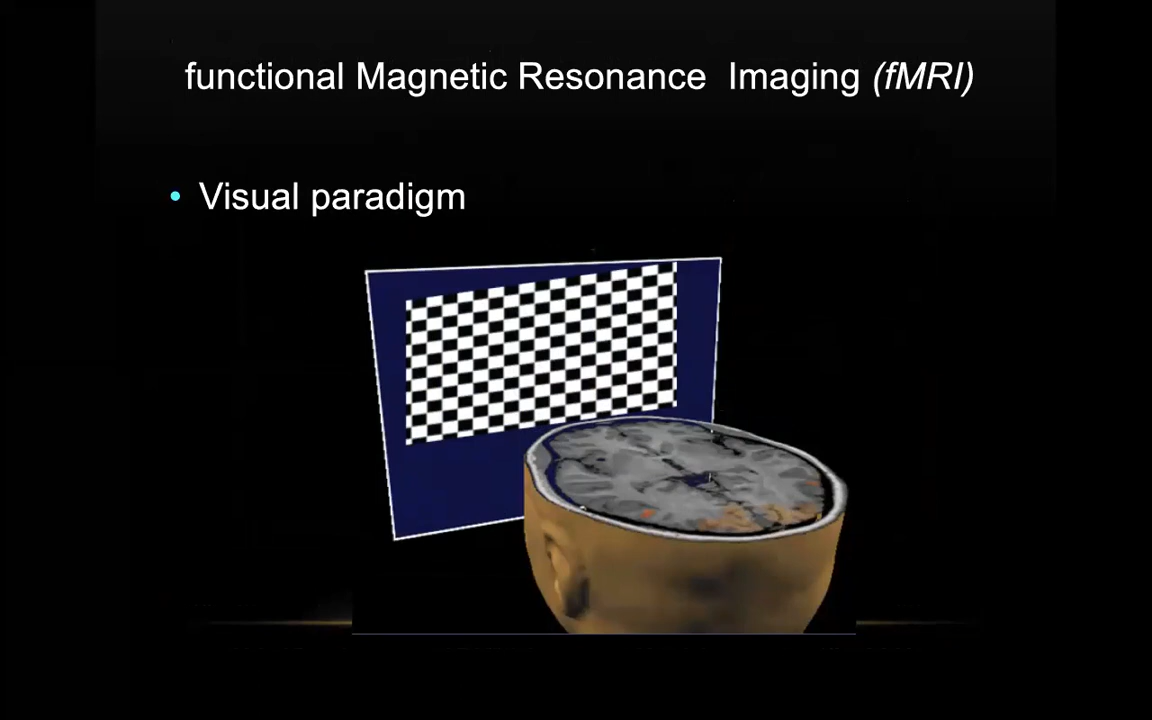 functional Magnetic Resonance Imaging (fMRI)
• Visual paradigm